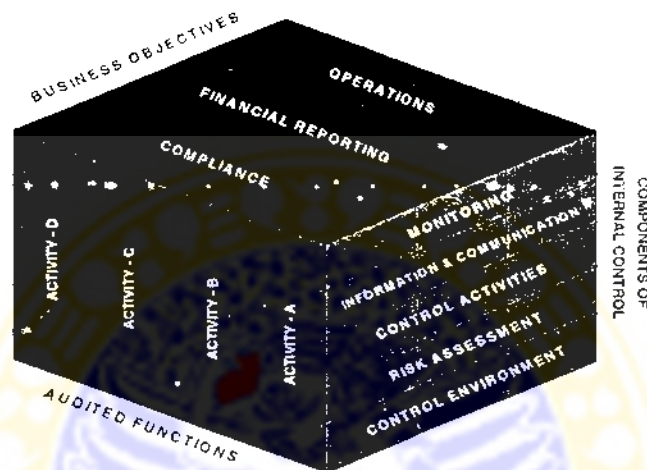 BUSINESS OBJECTIVES
OPERATIONS
FINANCIAL REPORTING
COMPLIANCE
MONITORING
INFORMATION & COMMUNICATION
CONTROL ACTIVITIES
RISK ASSESSMENT
CONTROL ENVIRONMENT
COMPONENTS OF
INTERNAL CONTROL
ACTIVITY - D
ACTIVITY - C
ACTIVITY - B
ACTIVITY - A
AUDITED FUNCTIONS